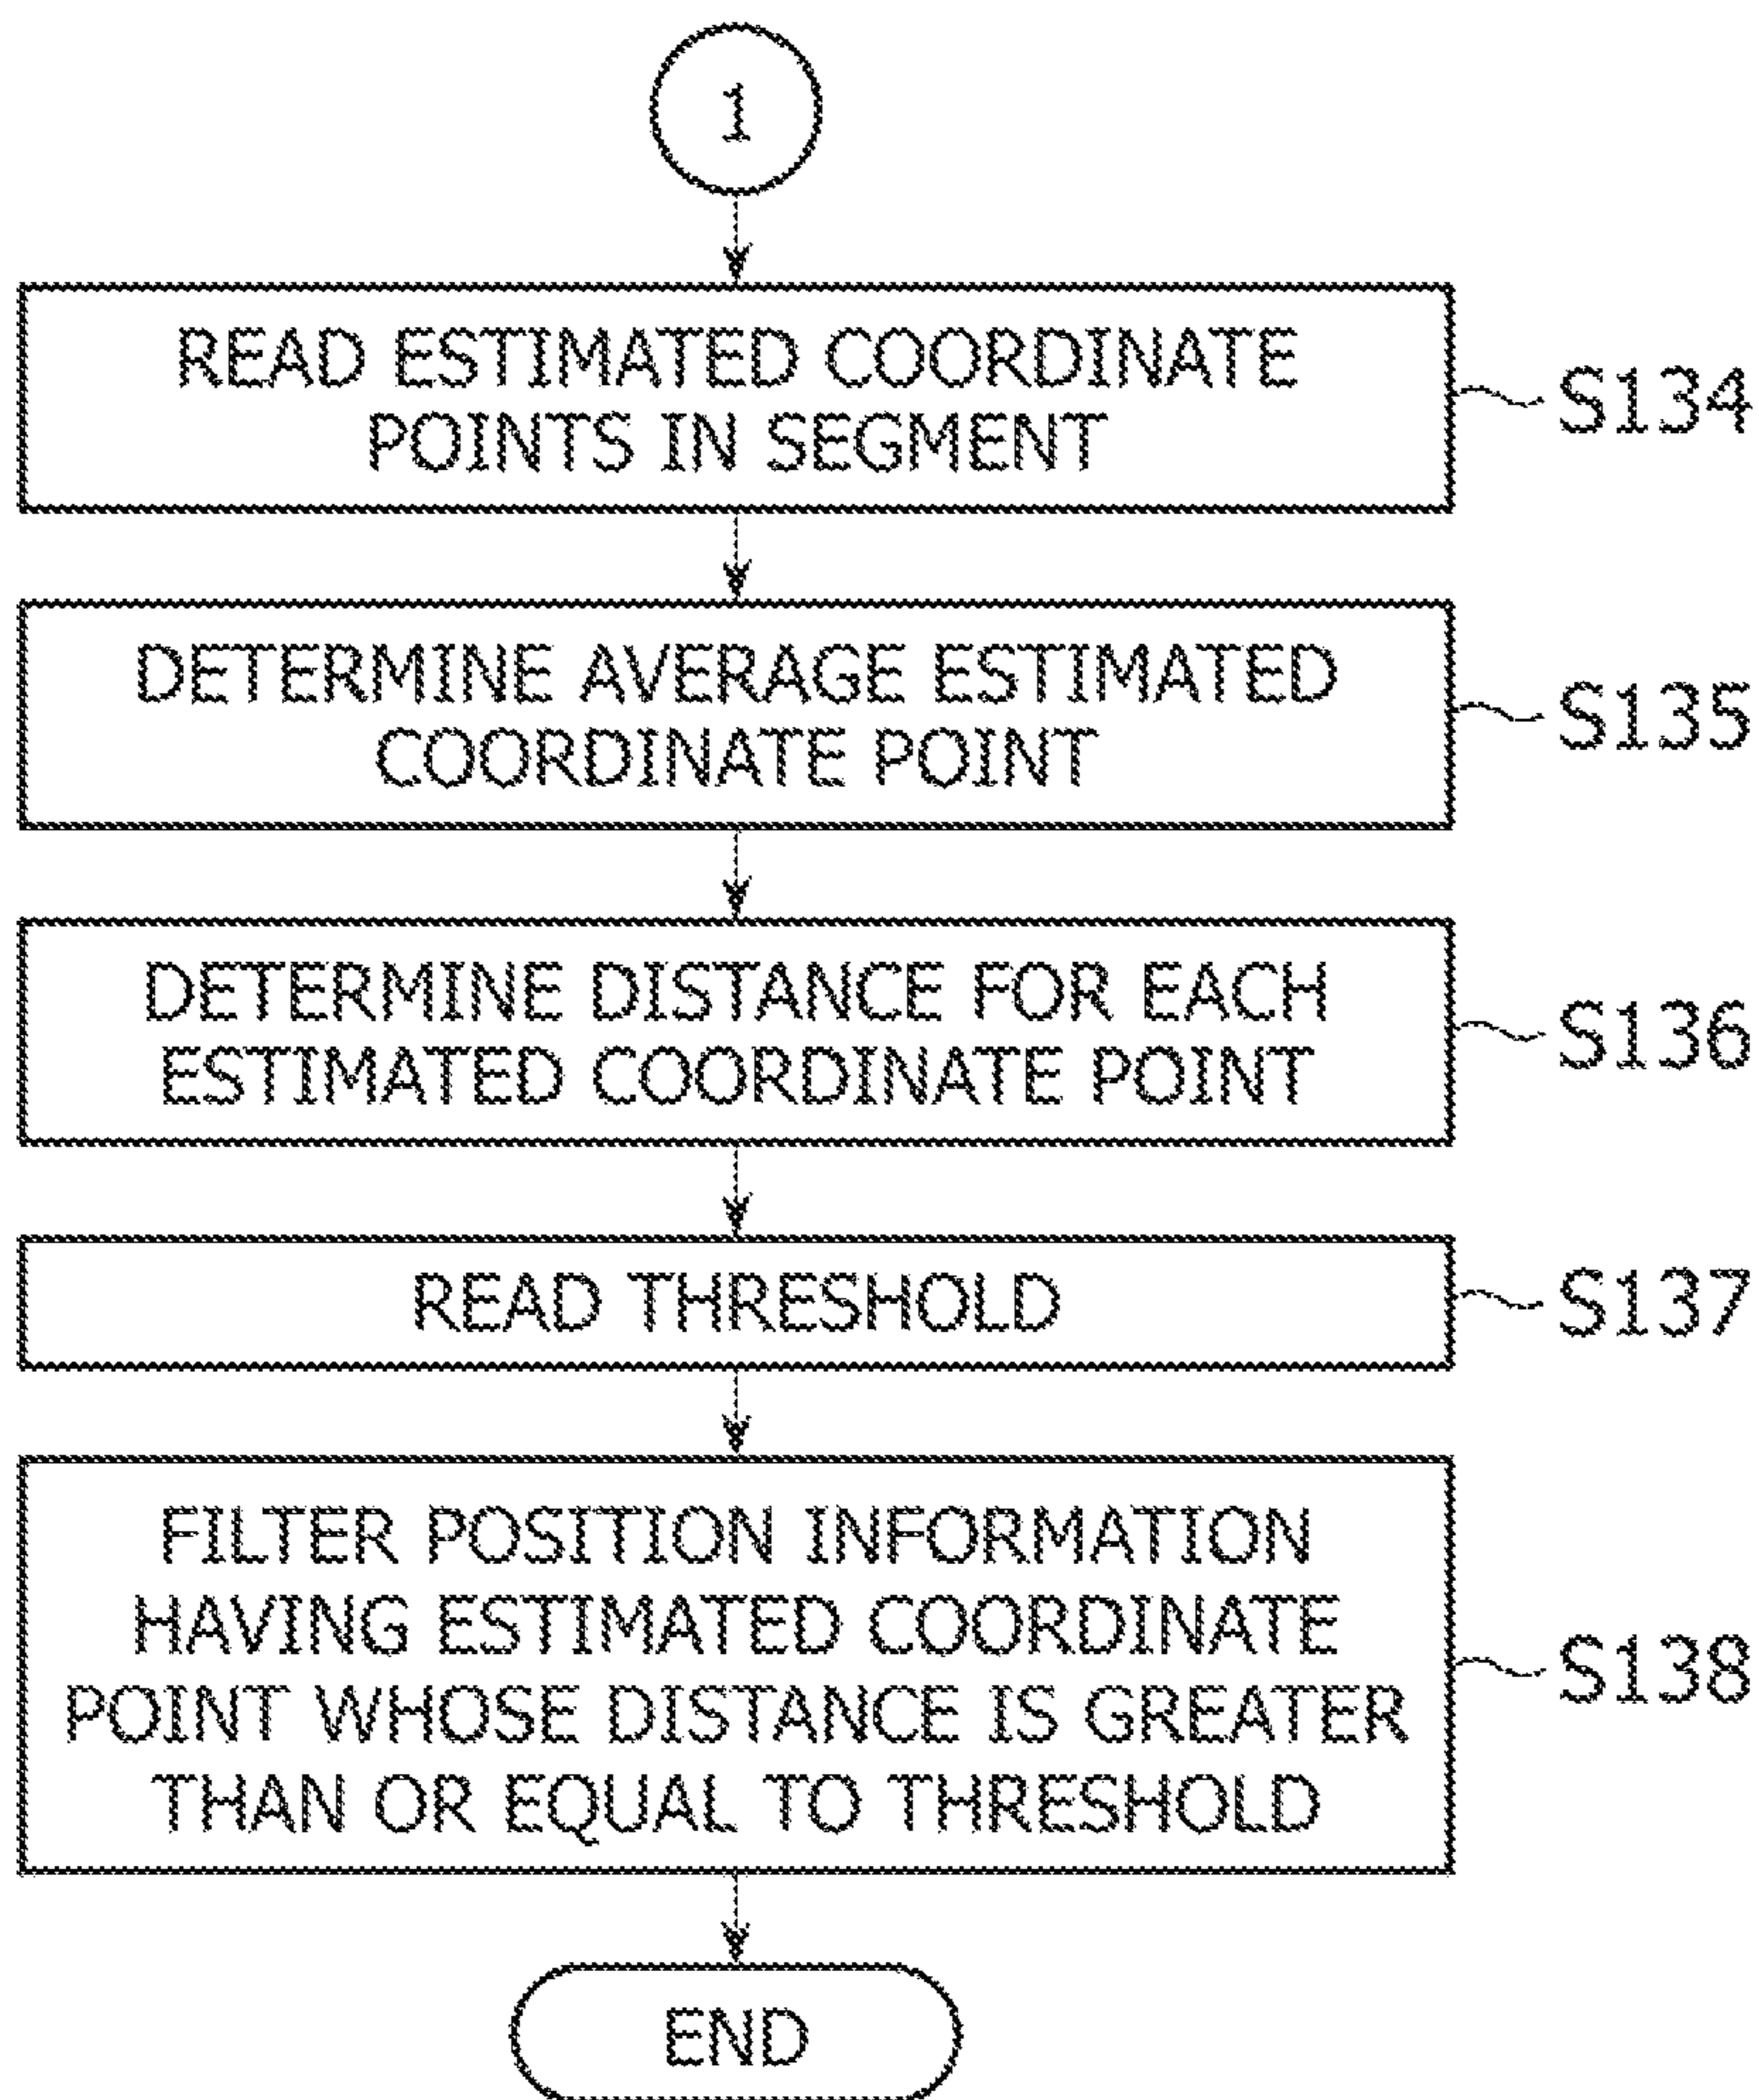 1
READ ESTIMATED COORDINATE
POINTS IN SEGMENT
S134
DETERMINE AVERAGE ESTIMATED
COORDINATE POINT
S135
DETERMINE DISTANCE FOR EACH
ESTIMATED COORDINATE POINT
S136
READ THRESHOLD
S137
FILTER POSITION INFORMATION
HAVING ESTIMATED COORDINATE
POINT WHOSE DISTANCE IS GREATER
THAN OR EQUAL TO THRESHOLD
S138
END